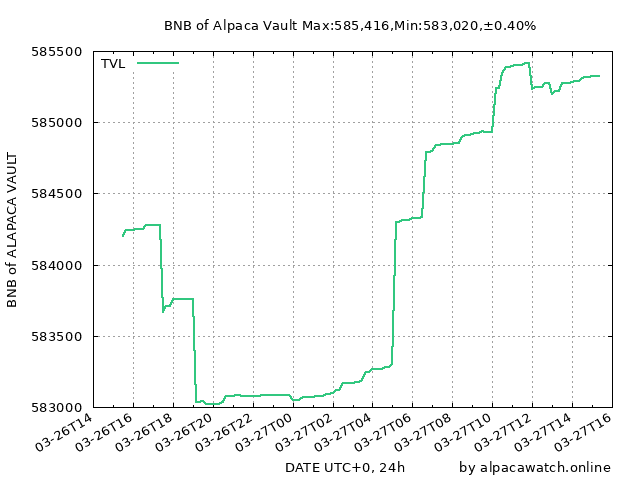 BNB of Alpaca Vault Max:585,416,Min:583,020,±0.40%
TVL
585500
585000
584500
584000
583500
583000
BNB of ALAPACA VAULT
03-26T14
03-26T16
03-26T18
03-26T20
03-26T22
03-27T00
03-27T02
03-27T04
03-27T06
03-27T08
03-27T10
03-27T12
03-27T14
03-27T16
DATE UTC+0, 24h
by alpacawatch.online